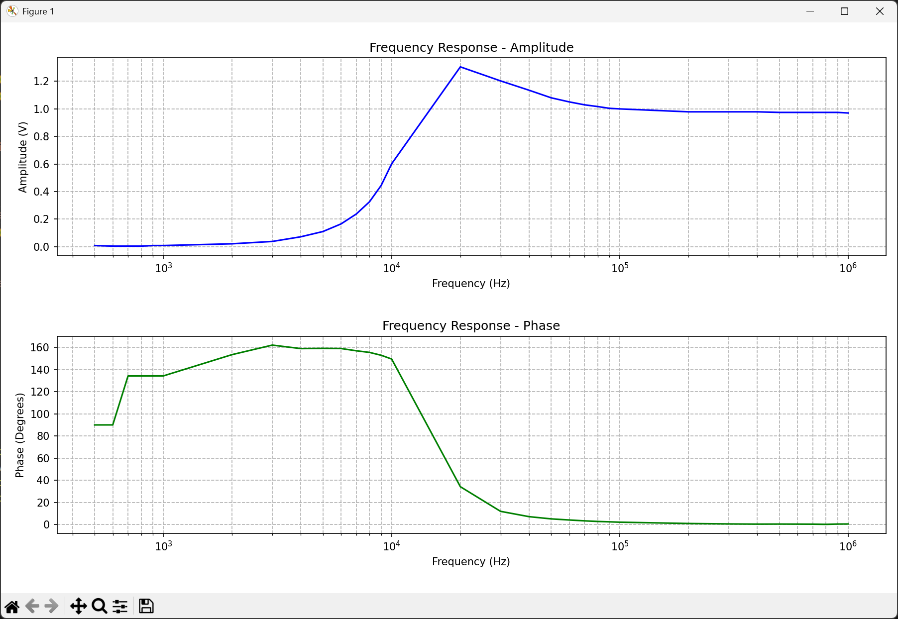 Figure 1
Frequency Response - Amplitude
Amplitude (V)
1.2
1.0
0.8
0.6
0.4
0.2
0.0
10³ 10⁴ 10⁵ 10⁶
Frequency (Hz)
Frequency Response - Phase
Phase (Degrees)
160
140
120
100
80
60
40
20
0
10³ 10⁴ 10⁵ 10⁶
Frequency (Hz)